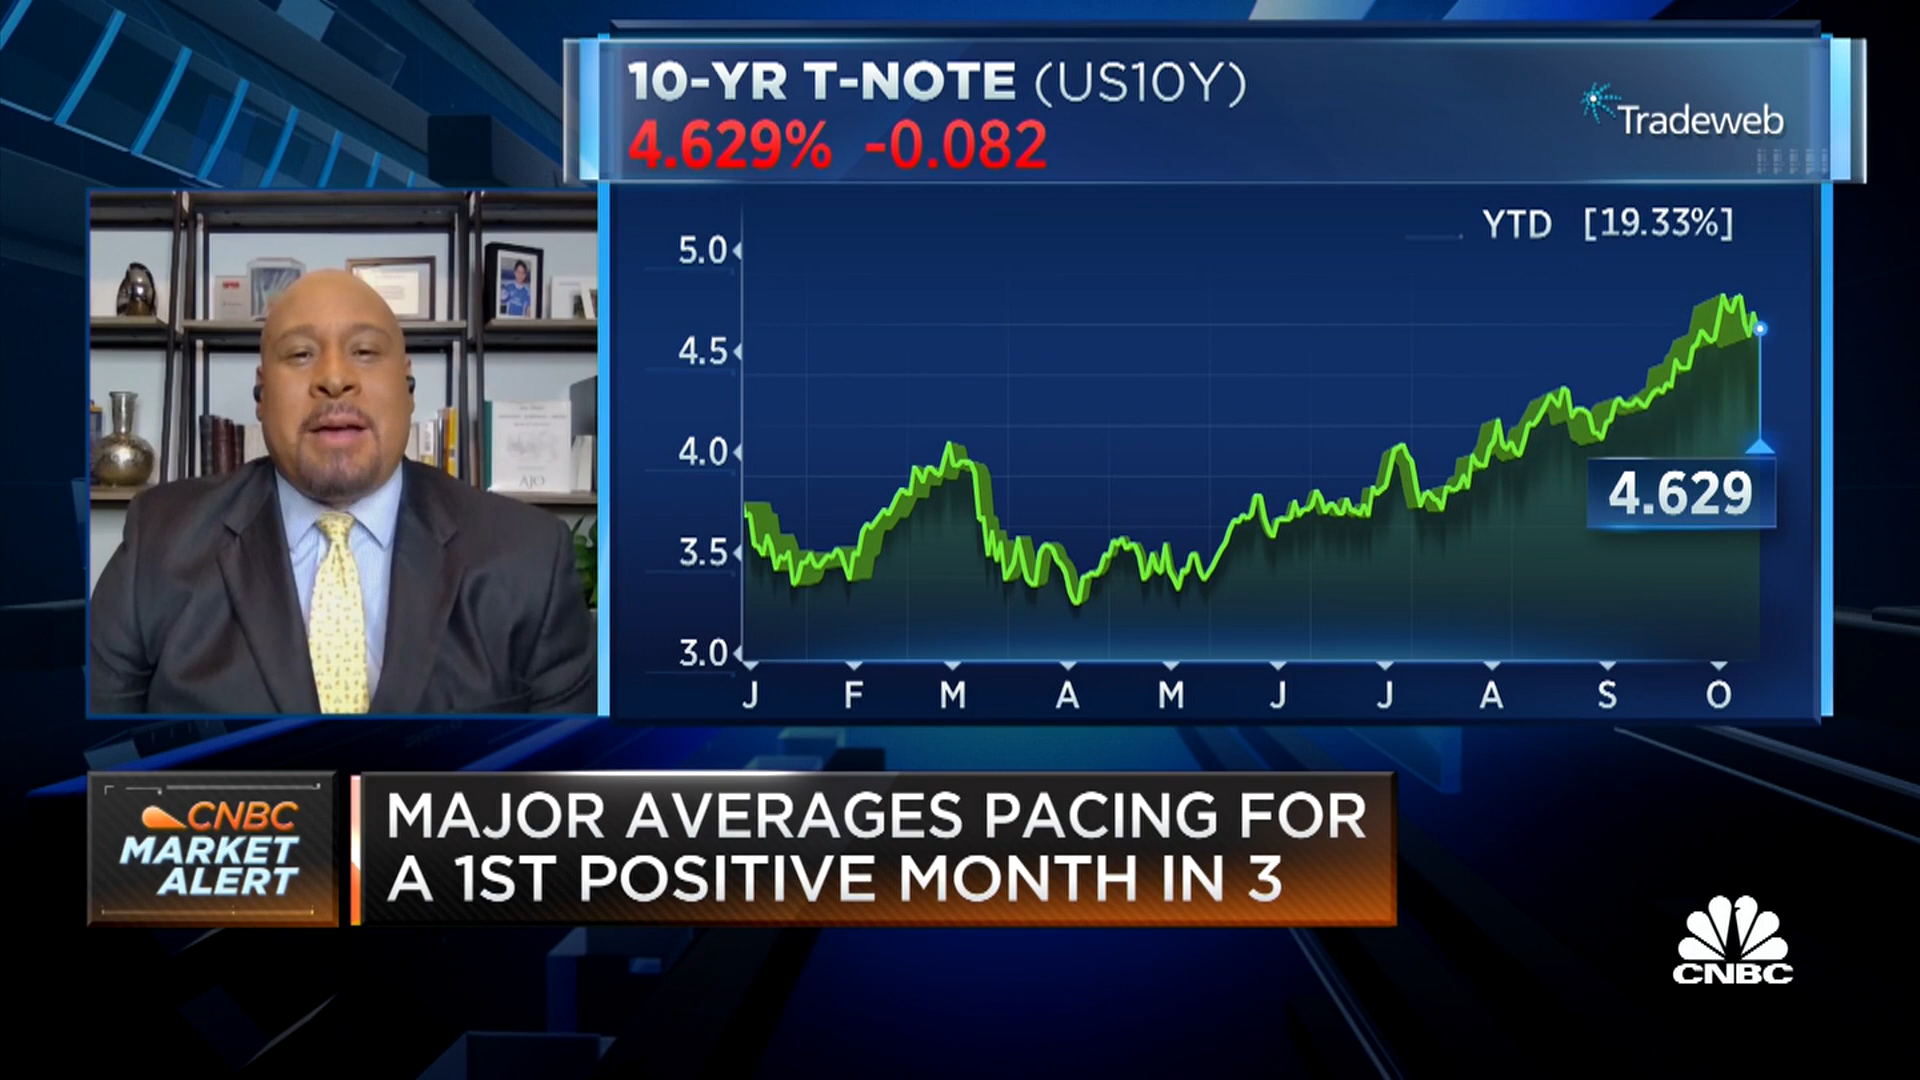 10-YR T-NOTE (US10Y)
4.629% -0.082
Tradeweb
YTD [19.33%]
5.0
4.5
4.0
3.5
3.0
4.629
J F M A M J J A S O
AJO
CNBC
MARKET
ALERT
MAJOR AVERAGES PACING FOR
A 1ST POSITIVE MONTH IN 3
CNBC